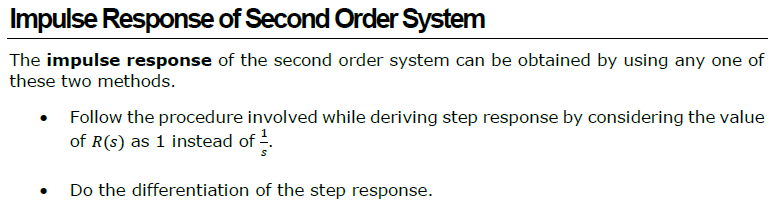 Impulse Response of Second Order System
The impulse response of the second order system can be obtained by using any one of
these two methods.
• Follow the procedure involved while deriving step response by considering the value
of R(s) as 1 instead of 1/s.
• Do the differentiation of the step response.